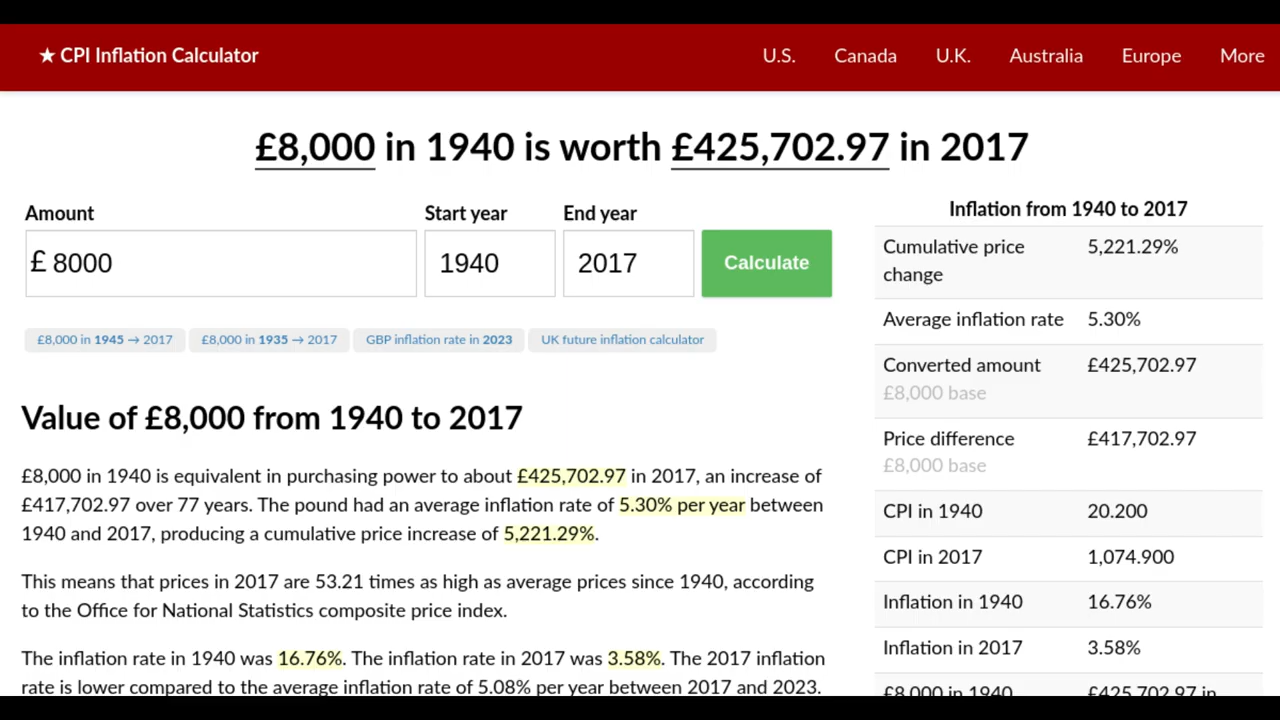 ★ CPI Inflation Calculator
U.S. Canada U.K. Australia Europe More
£8,000 in 1940 is worth £425,702.97 in 2017
Amount Start year End year
£ 8000 1940 2017 Calculate
£8,000 in 1945 → 2017 £8,000 in 1935 → 2017 GBP inflation rate in 2023 UK future inflation calculator
Value of £8,000 from 1940 to 2017
£8,000 in 1940 is equivalent in purchasing power to about £425,702.97 in 2017, an increase of
£417,702.97 over 77 years. The pound had an average inflation rate of 5.30% per year between
1940 and 2017, producing a cumulative price increase of 5,221.29%.
This means that prices in 2017 are 53.21 times as high as average prices since 1940, according
to the Office for National Statistics composite price index.
The inflation rate in 1940 was 16.76%. The inflation rate in 2017 was 3.58%. The 2017 inflation
rate is lower compared to the average inflation rate of 5.08% per year between 2017 and 2023.
Inflation from 1940 to 2017
Cumulative price 5,221.29%
change
Average inflation rate 5.30%
Converted amount £425,702.97
£8,000 base
Price difference £417,702.97
£8,000 base
CPI in 1940 20.200
CPI in 2017 1,074.900
Inflation in 1940 16.76%
Inflation in 2017 3.58%
£8,000 in 1940 £425,702.97 in